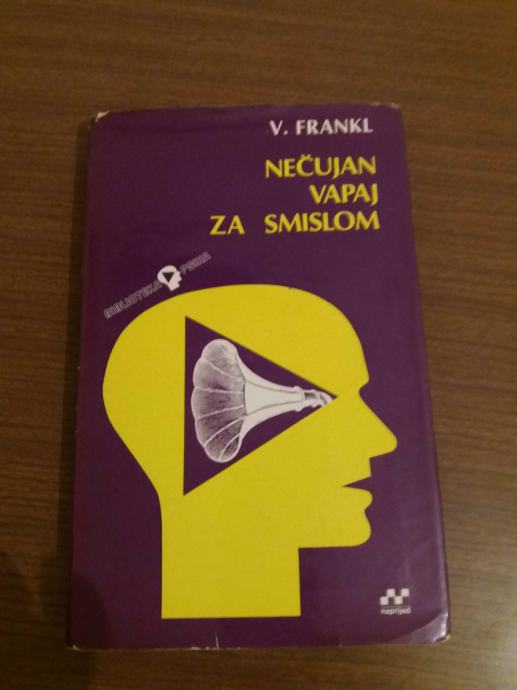 V. FRANKL
NEČUJAN
VAPAJ
ZA SMISLOM
BIBLIOTEKA PSIHA
naprijed